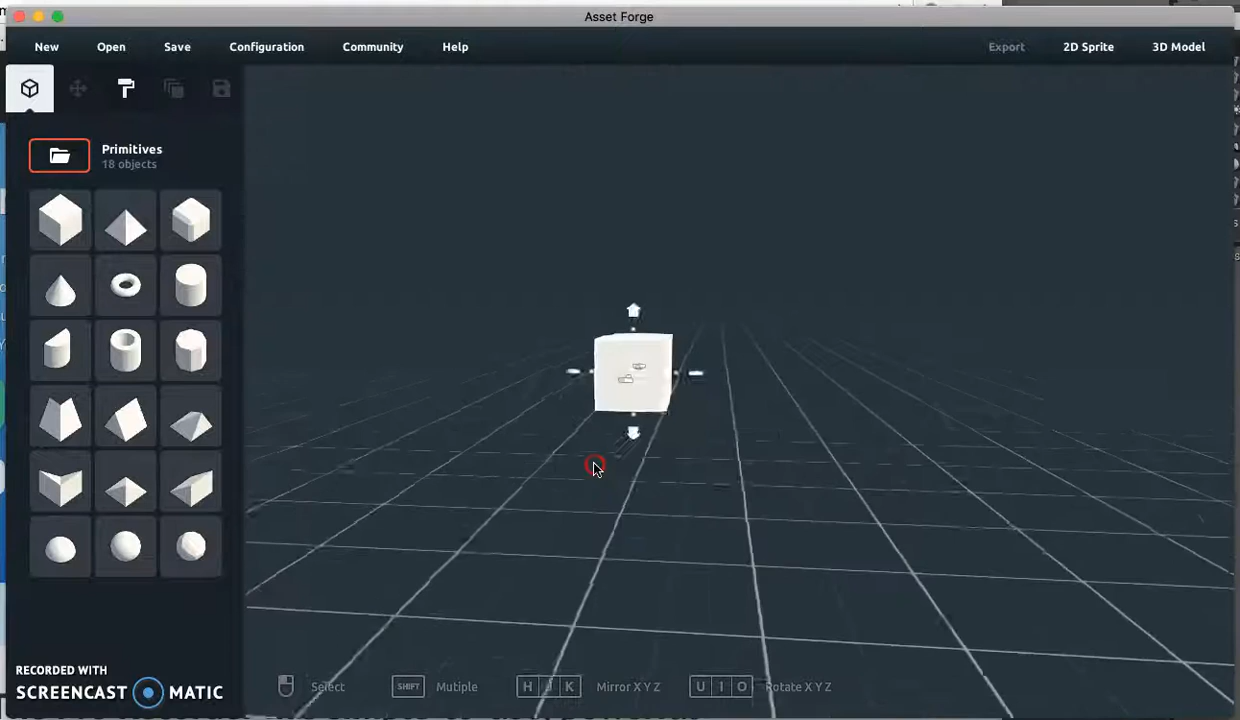 Asset Forge
New Open Save Configuration Community Help Export 2D Sprite 3D Model
Primitives
18 objects
RECORDED WITH
SCREENCAST MATIC
Select SHIFT Mutiple H J K Mirror X Y Z U I O Rotate X Y Z